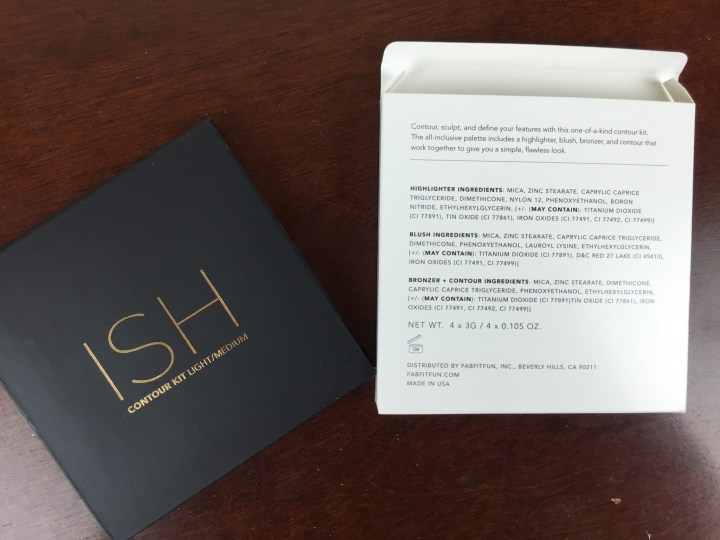 ISH
CONTOUR KIT LIGHT/MEDIUM
Contour, sculpt, and define your features with this one-of-a-kind contour kit.
The all-inclusive palette includes a highlighter, blush, bronzer, and contour that
work together to give you a simple, flawless look.
HIGHLIGHTER INGREDIENTS: MICA, ZINC STEARATE, CAPRYLIC CAPRICE
TRIGLYCERIDE, DIMETHICONE, NYLON 12, PHENOXYETHANOL, BORON
NITRIDE, ETHYLHEXYLGLYCERIN, [+/- (MAY CONTAIN): TITANIUM DIOXIDE
(CI 77891), TIN OXIDE (CI 77861), IRON OXIDES (CI 77491, CI 77492, CI 77499)]
BLUSH INGREDIENTS: MICA, ZINC STEARATE, CAPRYLIC CAPRICE TRIGLYCERIDE,
DIMETHICONE, PHENOXYETHANOL, LAUROYL LYSINE, ETHYLHEXYLGLYCERIN,
[+/- (MAY CONTAIN): TITANIUM DIOXIDE (CI 77891), D&C RED 27 LAKE (CI 45410),
IRON OXIDES (CI 77491, CI 77499)]
BRONZER + CONTOUR INGREDIENTS: MICA, ZINC STEARATE, DIMETHICONE,
CAPRYLIC CAPRICE TRIGLYCERIDE, PHENOXYETHANOL, ETHYLHEXYLGLYCERIN,
[+/- (MAY CONTAIN): TITANIUM DIOXIDE (CI 77891)TIN OXIDE (CI 77861), IRON
OXIDES (CI 77491, CI 77492, CI 77499)]
NET WT. 4 x 3G / 4 x 0.105 OZ.
DISTRIBUTED BY FABFITFUN, INC., BEVERLY HILLS, CA 90211
FABFITFUN.COM
MADE IN USA